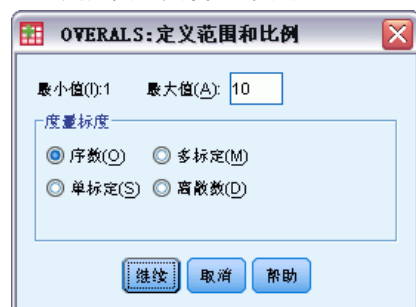 OVERALS:定义范围和比例
最小值(I):1 最大值(A): 10
度量标度
序数(O) 多标定(M)
单标定(S) 离散数(D)
继续 取消 帮助